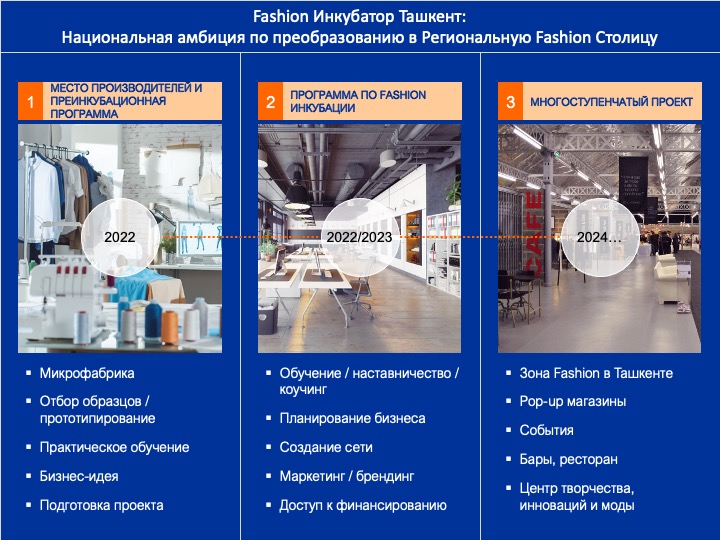 Fashion Инкубатор Ташкент:
Национальная амбиция по преобразованию в Региональную Fashion Столицу
1
МЕСТО ПРОИЗВОДИТЕЛЕЙ И
ПРЕИНКУБАЦИОННАЯ
ПРОГРАММА
2022
▪ Микрофабрика
▪ Отбор образцов /
прототипирование
▪ Практическое обучение
▪ Бизнес-идея
▪ Подготовка проекта
2
ПРОГРАММА ПО FASHION
ИНКУБАЦИИ
2022/2023
▪ Обучение / наставничество /
коучинг
▪ Планирование бизнеса
▪ Создание сети
▪ Маркетинг / брендинг
▪ Доступ к финансированию
3
МНОГОСТУПЕНЧАТЫЙ ПРОЕКТ
CAFE
2024…
▪ Зона Fashion в Ташкенте
▪ Pop-up магазины
▪ События
▪ Бары, ресторан
▪ Центр творчества,
инноваций и моды